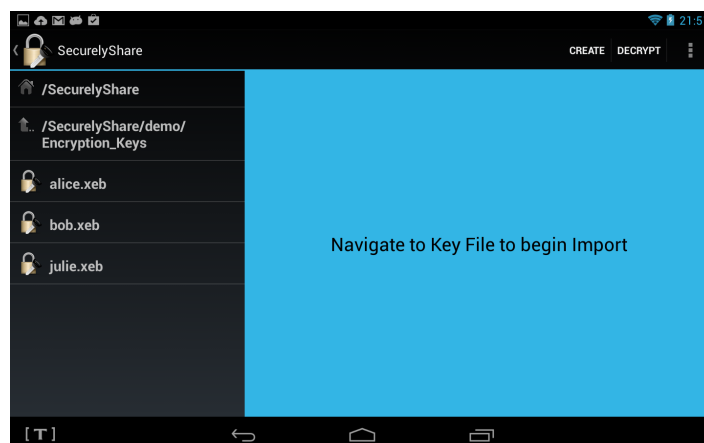 21:5
SecurelyShare
CREATE DECRYPT
/SecurelyShare
/SecurelyShare/demo/
Encryption_Keys
alice.xeb
bob.xeb
julie.xeb
Navigate to Key File to begin Import
[T]